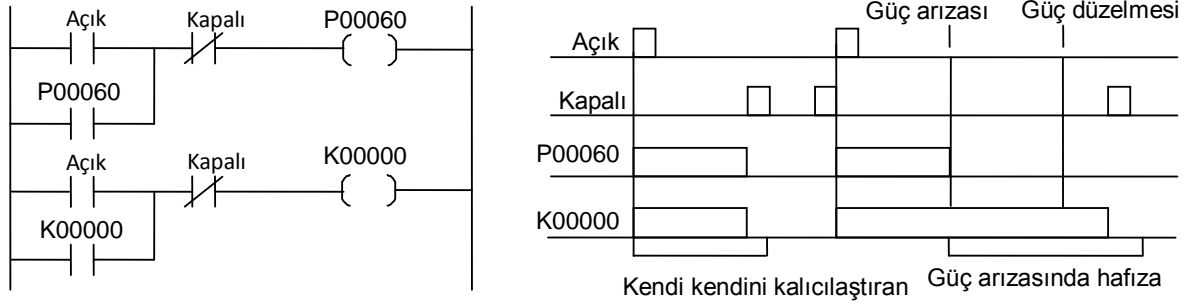 Açık Kapalı P00060
P00060
Açık Kapalı K00000
K00000
Güç arızası Güç düzelmesi
Açık
Kapalı
P00060
K00000
Kendi kendini kalıcılaştıran Güç arızasında hafıza